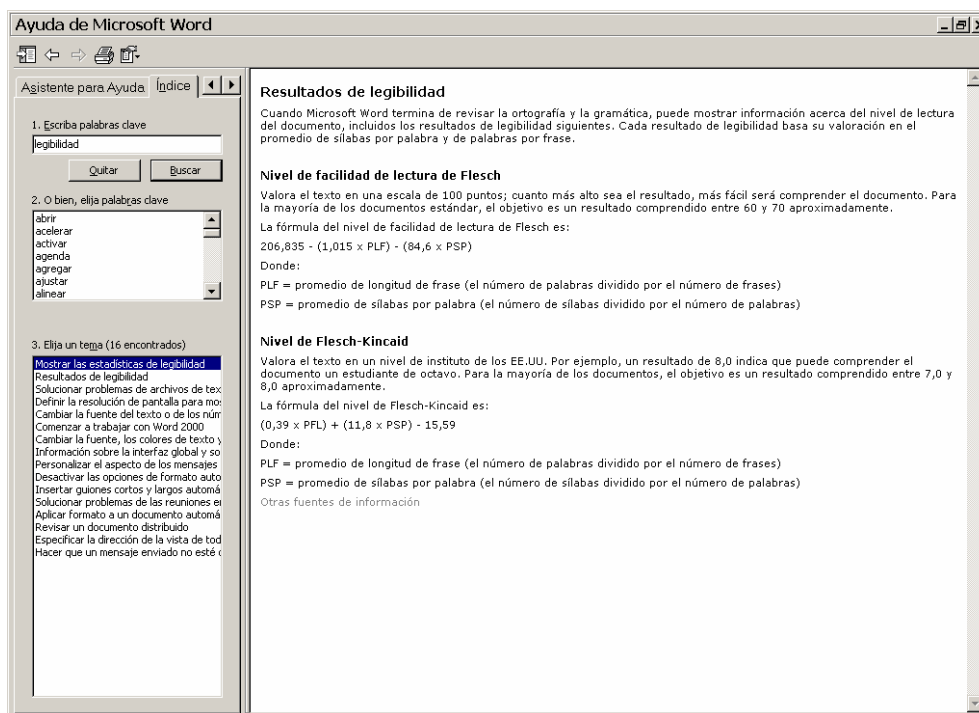 Ayuda de Microsoft Word
Asistente para Ayuda Índice
1. Escriba palabras clave
legibilidad
Quitar Buscar
2. O bien, elija palabras clave
abrir
acelerar
activar
agenda
agregar
ajustar
alinear
3. Elija un tema (16 encontrados)
Mostrar las estadísticas de legibilidad
Resultados de legibilidad
Solucionar problemas de archivos de tex
Definir la resolución de pantalla para mos
Cambiar la fuente del texto o de los núm
Comenzar a trabajar con Word 2000
Cambiar la fuente, los colores de texto y
Información sobre la interfaz global y so
Personalizar el aspecto de los mensajes
Desactivar las opciones de formato auto
Insertar guiones cortos y largos automá
Solucionar problemas de las reuniones en
Aplicar formato a un documento automá
Revisar un documento distribuido
Especificar la dirección de la vista de tod
Hacer que un mensaje enviado no esté
Resultados de legibilidad
Cuando Microsoft Word termina de revisar la ortografía y la gramática, puede mostrar información acerca del nivel de lectura
del documento, incluidos los resultados de legibilidad siguientes. Cada resultado de legibilidad basa su valoración en el
promedio de sílabas por palabra y de palabras por frase.
Nivel de facilidad de lectura de Flesch
Valora el texto en una escala de 100 puntos; cuanto más alto sea el resultado, más fácil será comprender el documento. Para
la mayoría de los documentos estándar, el objetivo es un resultado comprendido entre 60 y 70 aproximadamente.
La fórmula del nivel de facilidad de lectura de Flesch es:
206,835 - (1,015 x PLF) - (84,6 x PSP)
Donde:
PLF = promedio de longitud de frase (el número de palabras dividido por el número de frases)
PSP = promedio de sílabas por palabra (el número de sílabas dividido por el número de palabras)
Nivel de Flesch-Kincaid
Valora el texto en un nivel de instituto de los EE.UU. Por ejemplo, un resultado de 8,0 indica que puede comprender el
documento un estudiante de octavo. Para la mayoría de los documentos, el objetivo es un resultado comprendido entre 7,0 y
8,0 aproximadamente.
La fórmula del nivel de Flesch-Kincaid es:
(0,39 x PFL) + (11,8 x PSP) - 15,59
Donde:
PLF = promedio de longitud de frase (el número de palabras dividido por el número de frases)
PSP = promedio de sílabas por palabra (el número de sílabas dividido por el número de palabras)
Otras fuentes de información